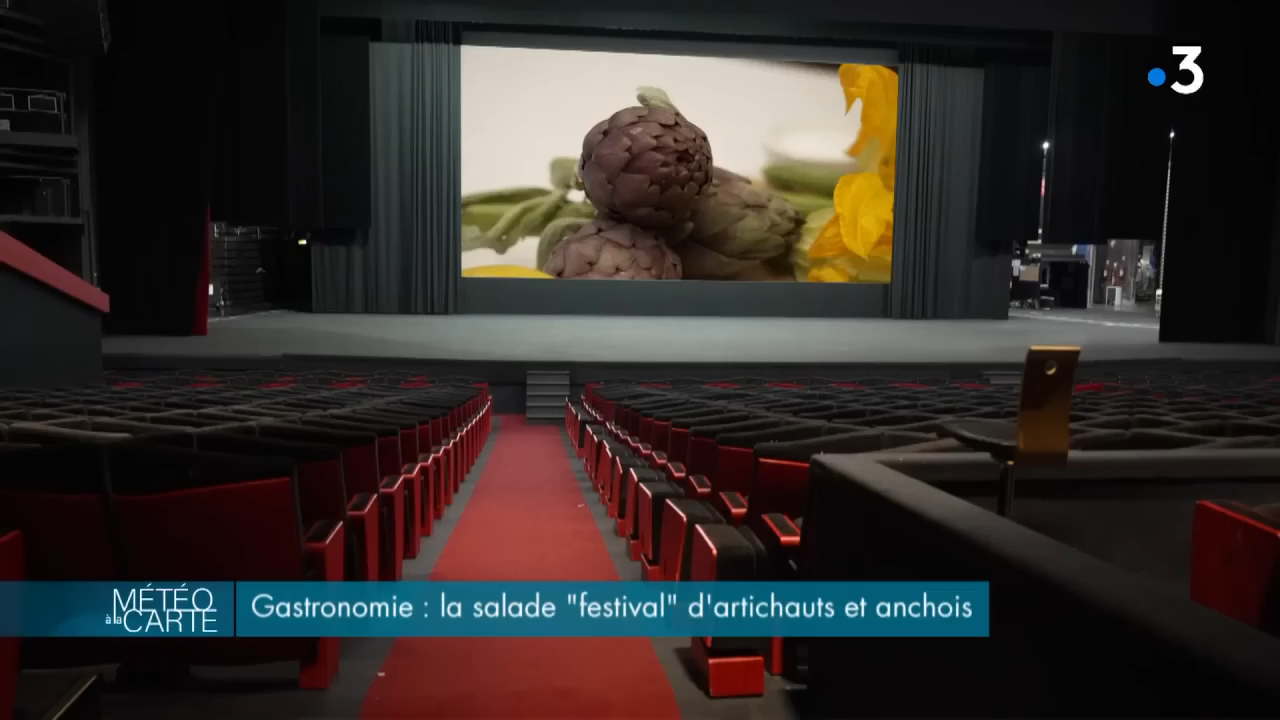 3
MÉTÉO
à la CARTE
Gastronomie : la salade "festival" d'artichauts et anchois